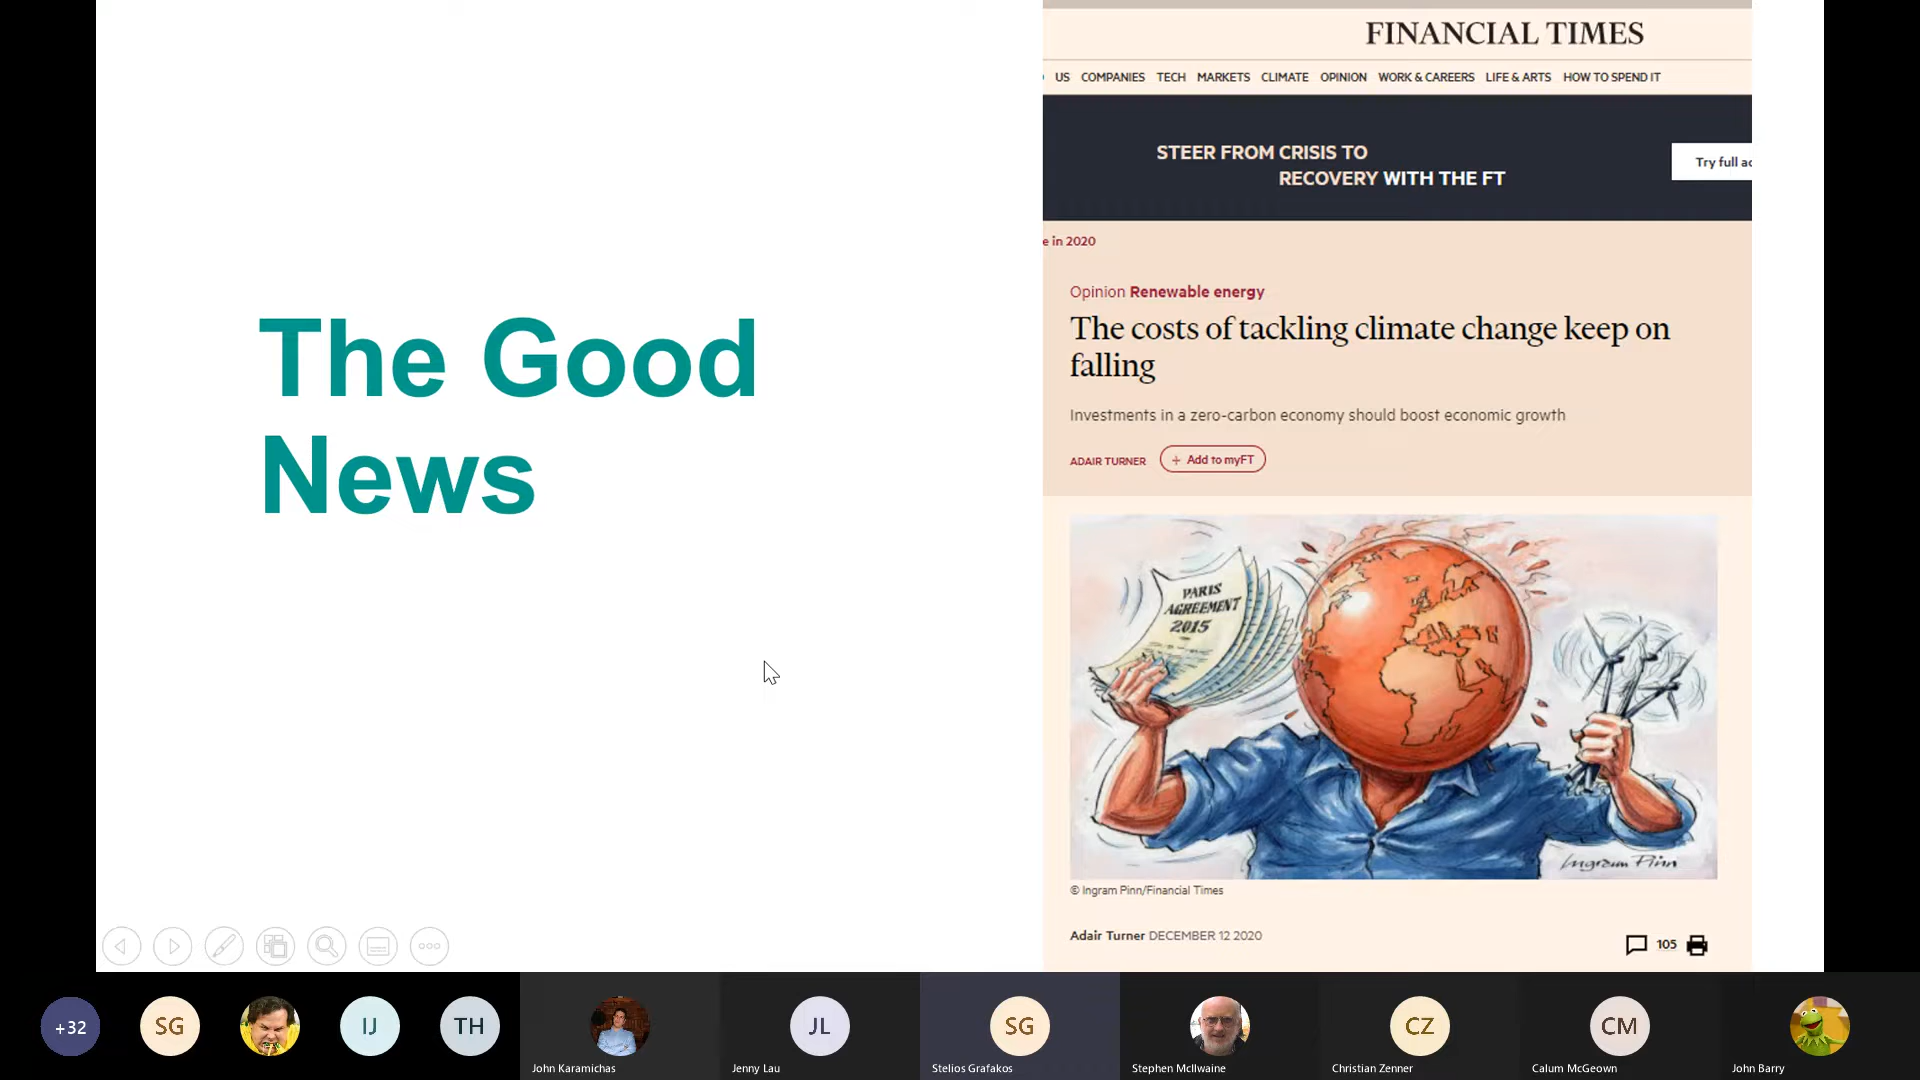 The Good
News
FINANCIAL TIMES
US COMPANIES TECH MARKETS CLIMATE OPINION WORK & CAREERS LIFE & ARTS HOW TO SPEND IT
STEER FROM CRISIS TO
RECOVERY WITH THE FT
Try full ac
e in 2020
Opinion Renewable energy
The costs of tackling climate change keep on
falling
Investments in a zero-carbon economy should boost economic growth
ADAIR TURNER + Add to myFT
PARIS
AGREEMENT
2015
Ingram Pinn
© Ingram Pinn/Financial Times
Adair Turner DECEMBER 12 2020
105
+32
SG
IJ
TH
JL
SG
CZ
CM
John Karamichas
Jenny Lau
Stelios Grafakos
Stephen McIlwaine
Christian Zenner
Calum McGeown
John Barry